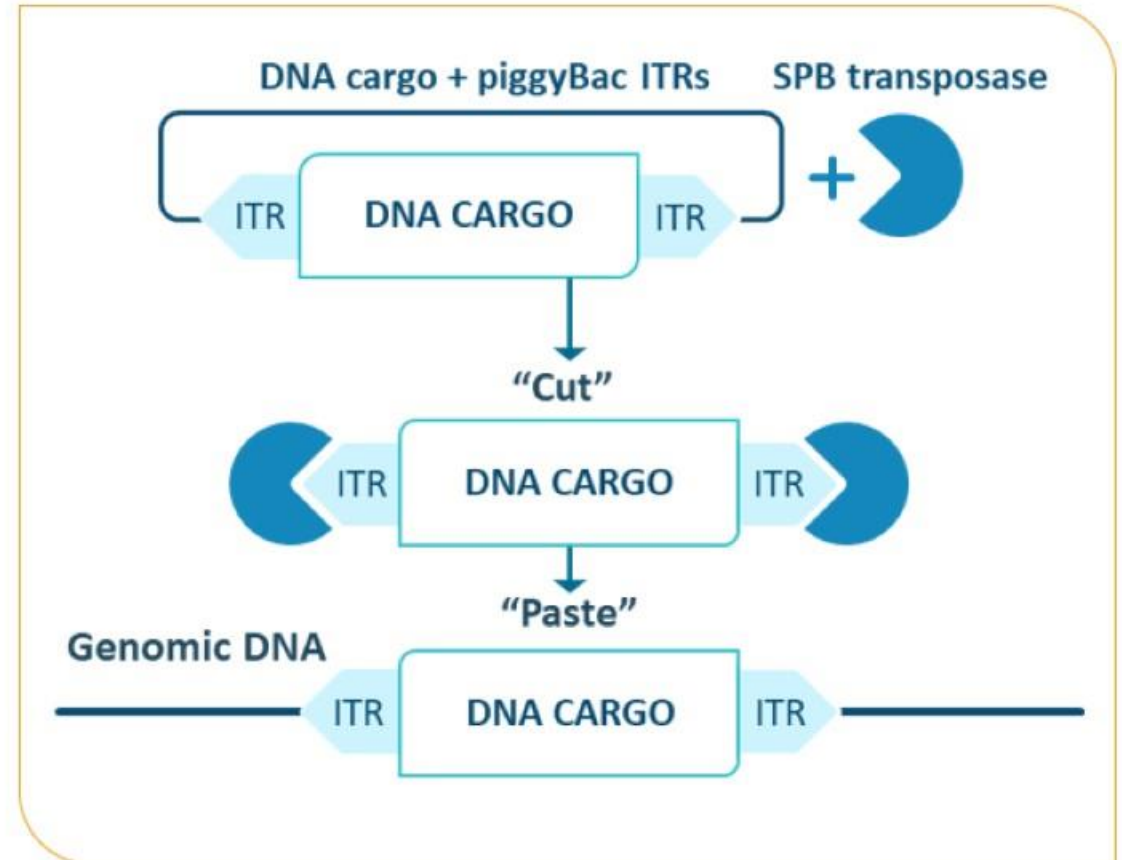 DNA cargo + piggyBac ITRs
SPB transposase
+
ITR
DNA CARGO
ITR
“Cut”
ITR
DNA CARGO
ITR
“Paste”
Genomic DNA
ITR
DNA CARGO
ITR